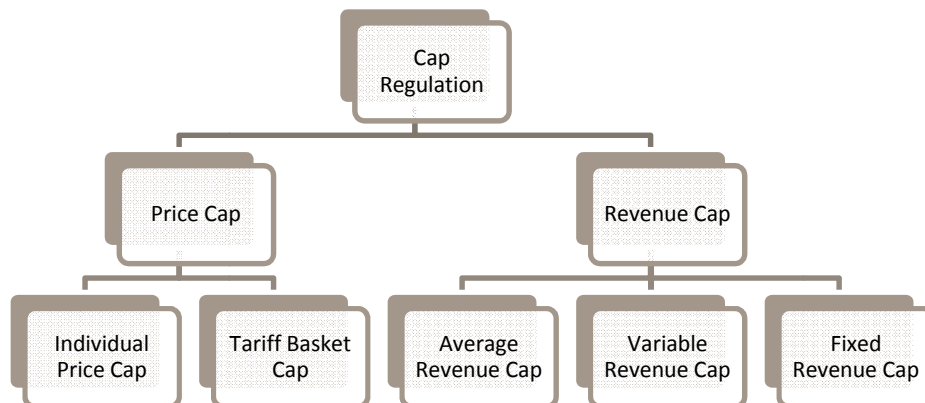 Cap
Regulation
Price Cap
Revenue Cap
Individual
Price Cap
Tariff Basket
Cap
Average
Revenue Cap
Variable
Revenue Cap
Fixed
Revenue Cap